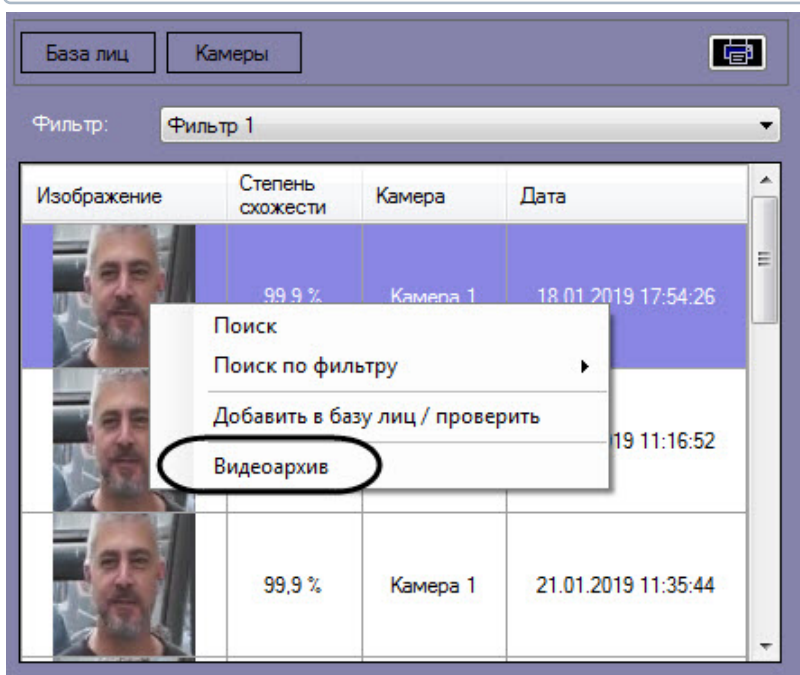 База лиц Камеры
Фильтр: Фильтр 1
Изображение Степень схожести Камера Дата
99,9 % Камера 1 18.01.2019 17:54:26
Поиск
Поиск по фильтру
Добавить в базу лиц / проверить
19 11:16:52
Видеоархив
99,9 % Камера 1 21.01.2019 11:35:44